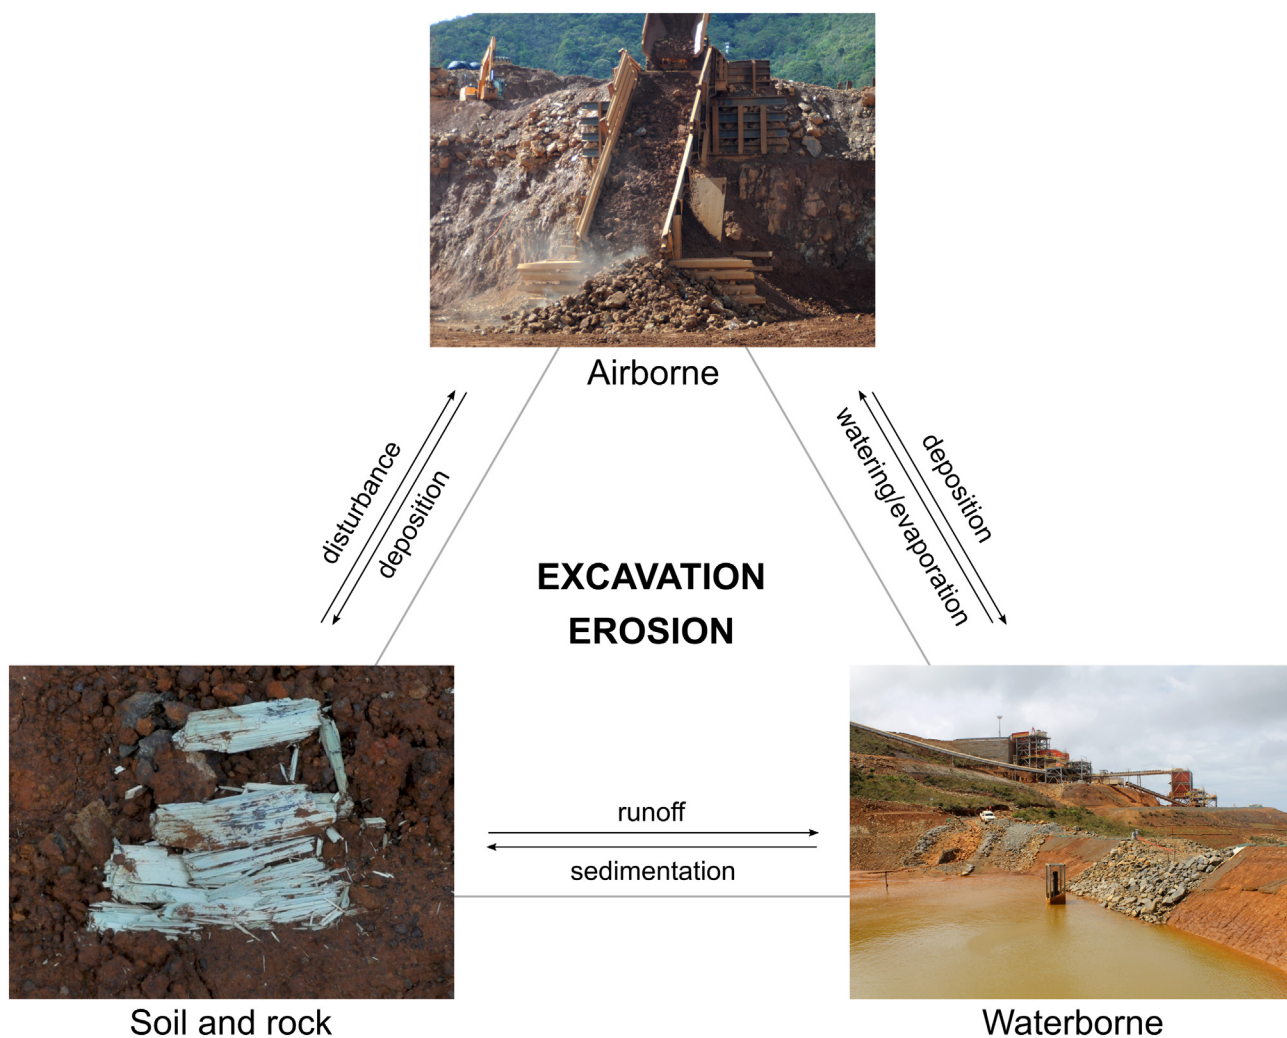 Airborne
disturbance
deposition
deposition
watering/evaporation
EXCAVATION
EROSION
runoff
sedimentation
Soil and rock
Waterborne